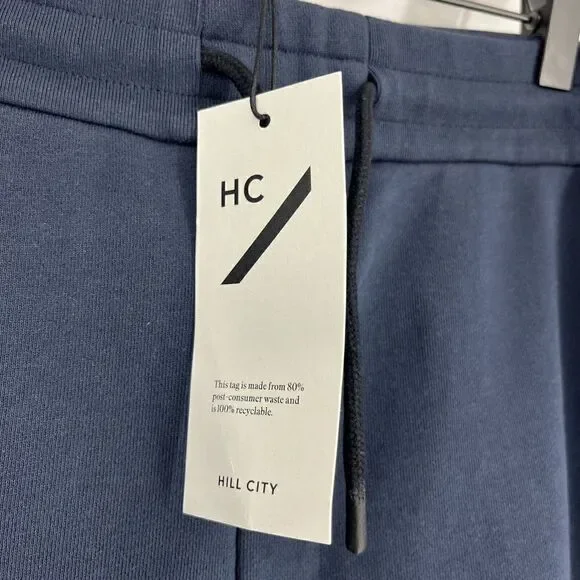 HC
This tag is made from 80%
post-consumer waste and
is 100% recyclable.
HILL CITY